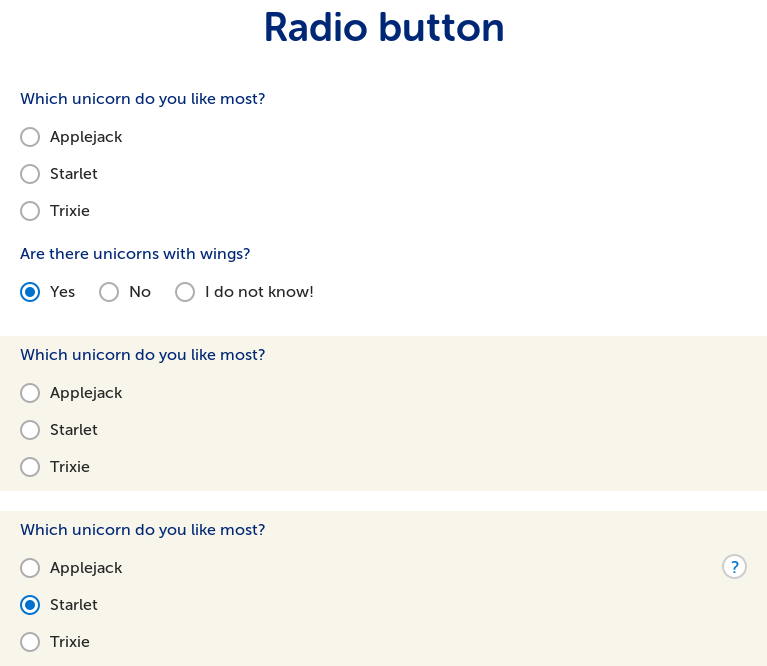 Radio button
Which unicorn do you like most?
Applejack
Starlet
Trixie
Are there unicorns with wings?
Yes No I do not know!
Which unicorn do you like most?
Applejack
Starlet
Trixie
Which unicorn do you like most?
Applejack
?
Starlet
Trixie